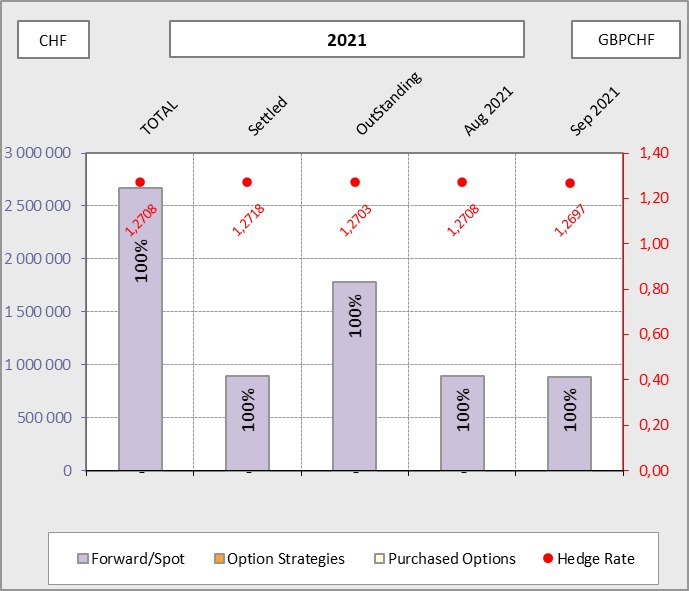 CHF
2021
GBPCHF
TOTAL
Settled
OutStanding
Aug 2021
Sep 2021
3 000 000
2 500 000
2 000 000
1 500 000
1 000 000
500 000
0
1,40
1,20
1,00
0,80
0,60
0,40
0,20
0,00
1,2708
1,2718
1,2703
1,2708
1,2697
100%
100%
100%
100%
100%
Forward/Spot
Option Strategies
Purchased Options
Hedge Rate